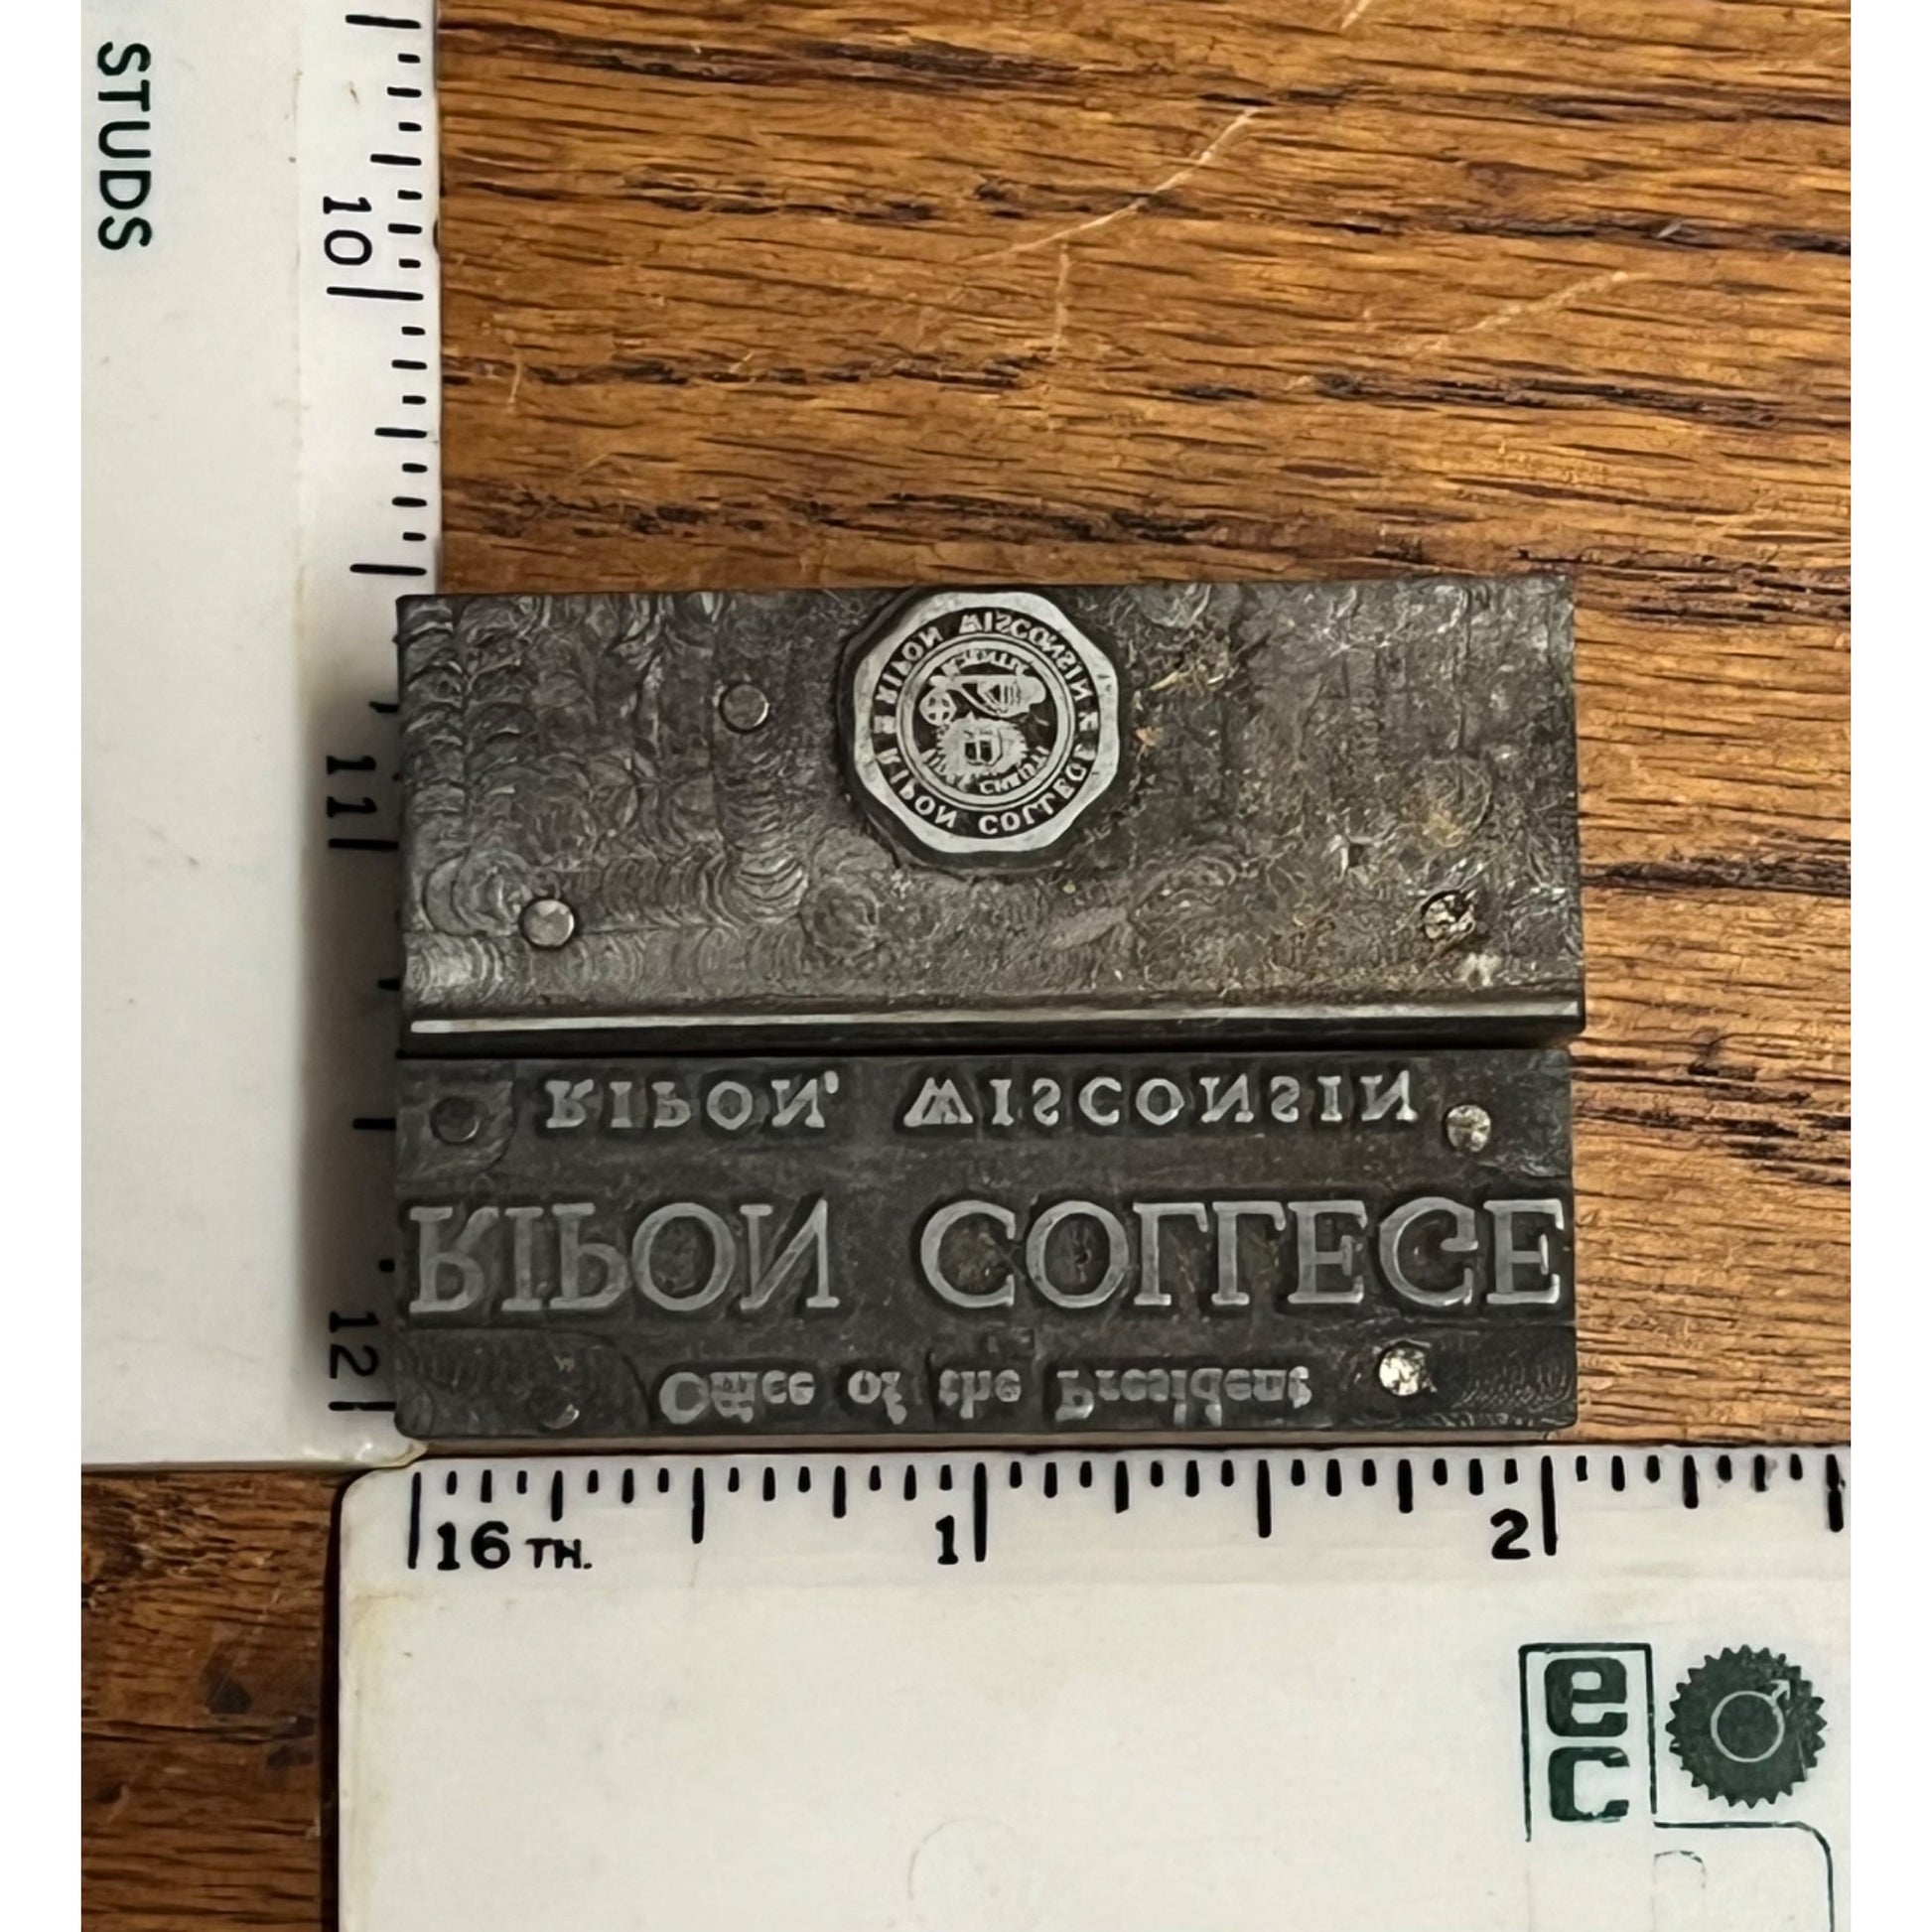 STUDS
10
11
12
RIPON WISCONSIN
RIPON COLLEGE
RIPON, WISCONSIN
RIPON COLLEGE
Office of the President
16 TH. 1 2
ec